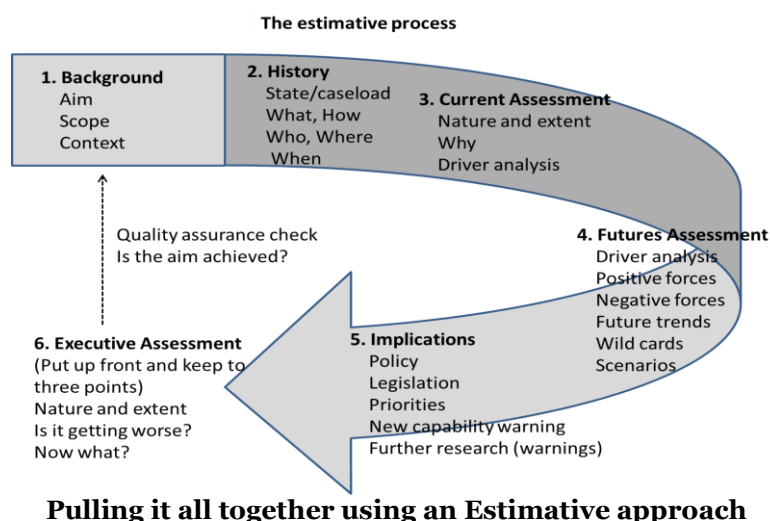 The estimative process
1. Background
Aim
Scope
Context
2. History
State/caseload
What, How
Who, Where
When
3. Current Assessment
Nature and extent
Why
Driver analysis
4. Futures Assessment
Driver analysis
Positive forces
Negative forces
Future trends
Wild cards
Scenarios
5. Implications
Policy
Legislation
Priorities
New capability warning
Further research (warnings)
6. Executive Assessment
(Put up front and keep to
three points)
Nature and extent
Is it getting worse?
Now what?
Quality assurance check
Is the aim achieved?
Pulling it all together using an Estimative approach